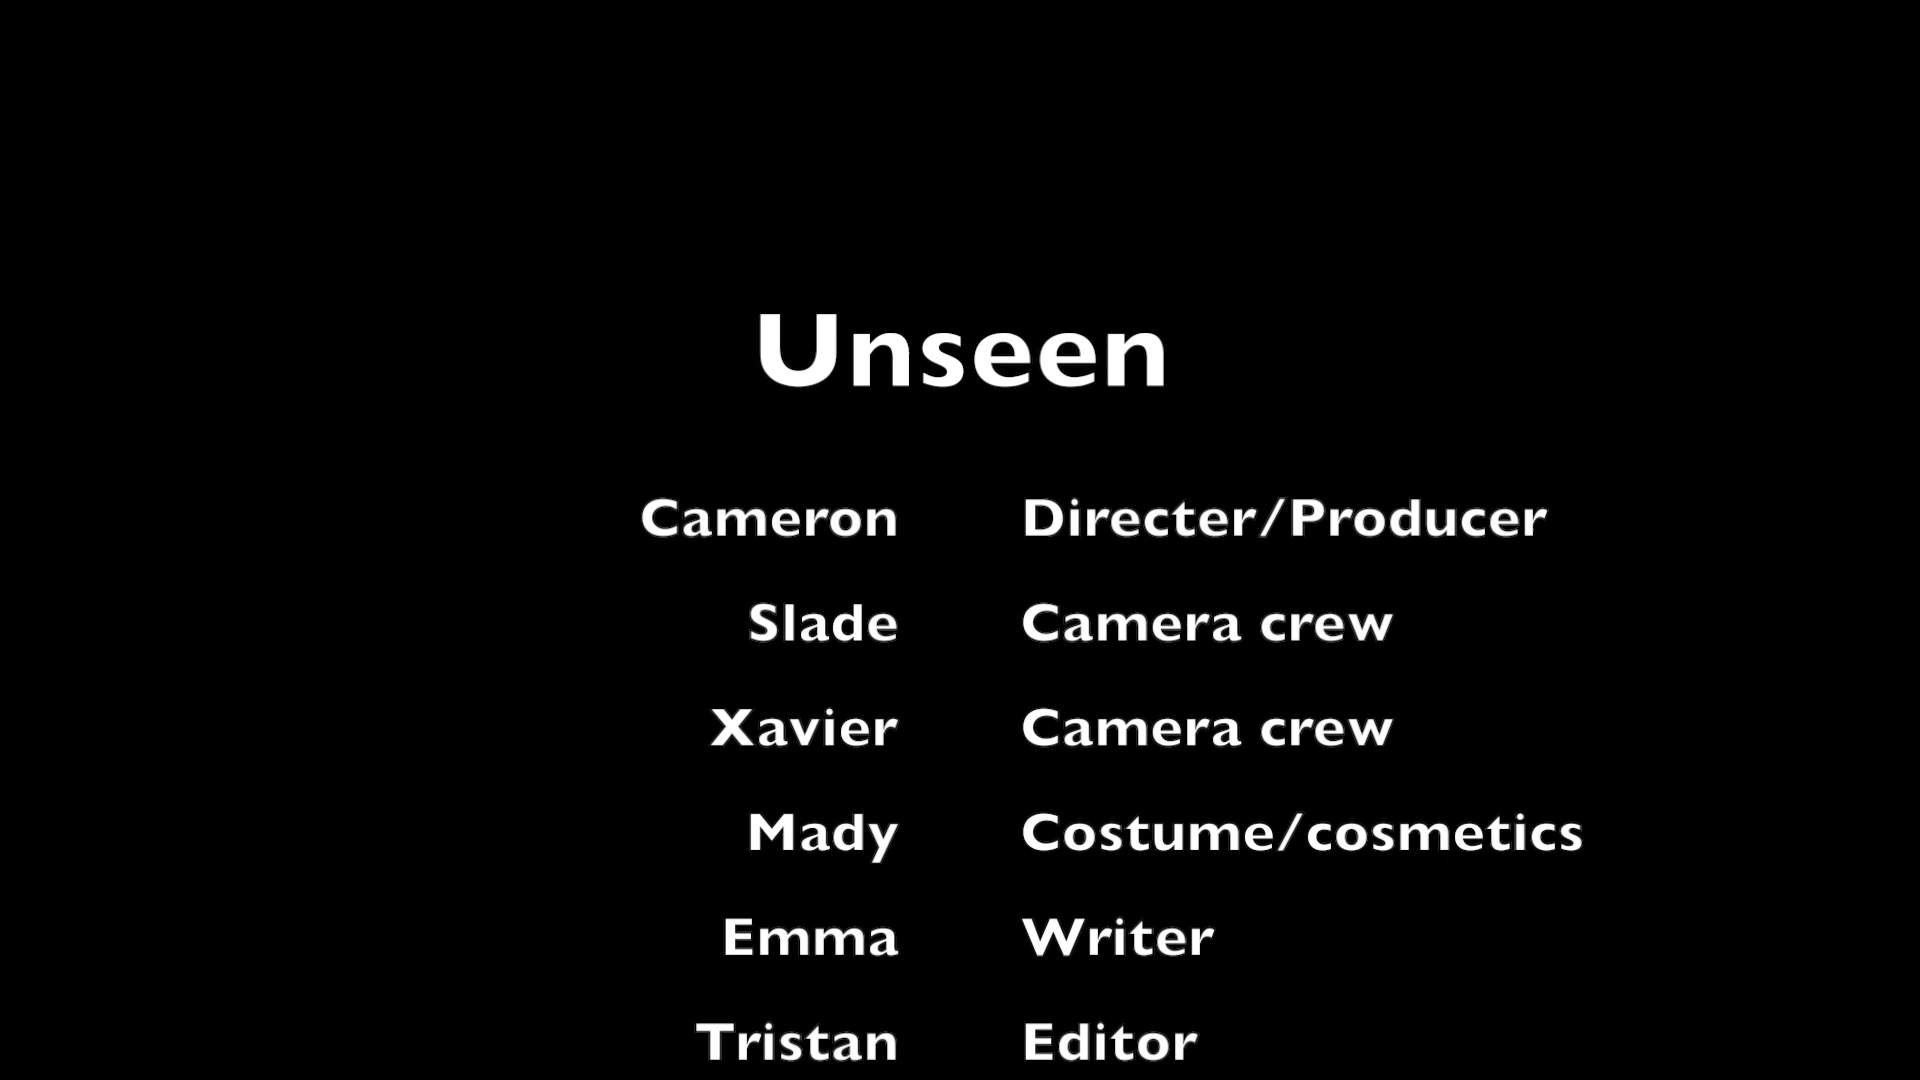 Unseen
Cameron Directer/Producer
Slade Camera crew
Xavier Camera crew
Mady Costume/cosmetics
Emma Writer
Tristan Editor